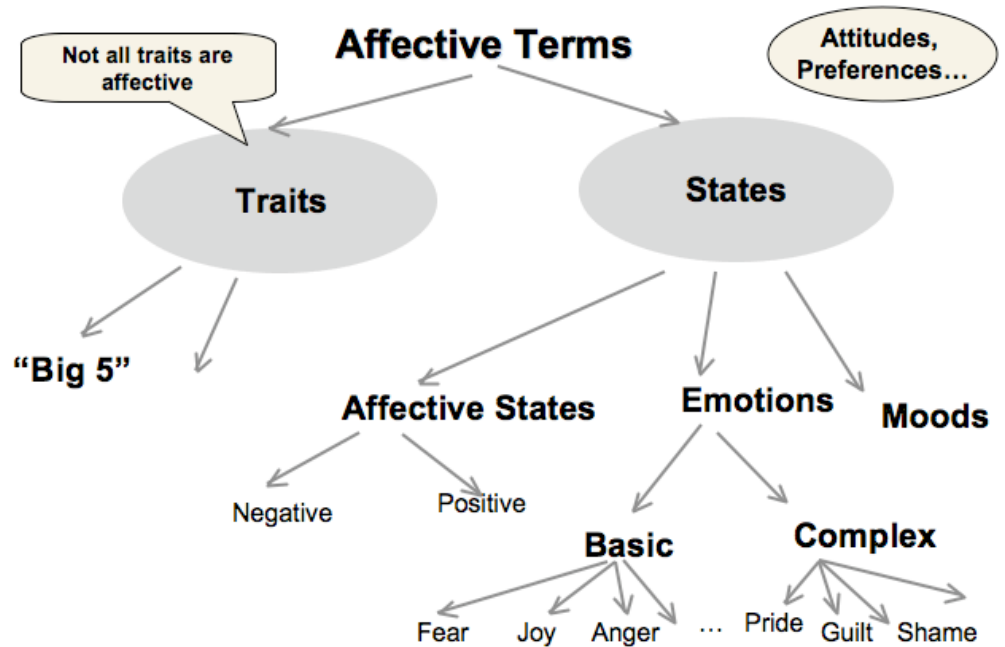 Affective Terms
Not all traits are
affective
Attitudes,
Preferences…
Traits
States
“Big 5”
Affective States
Emotions
Moods
Negative
Positive
Basic
Complex
Fear
Joy
Anger
…
Pride
Guilt
Shame